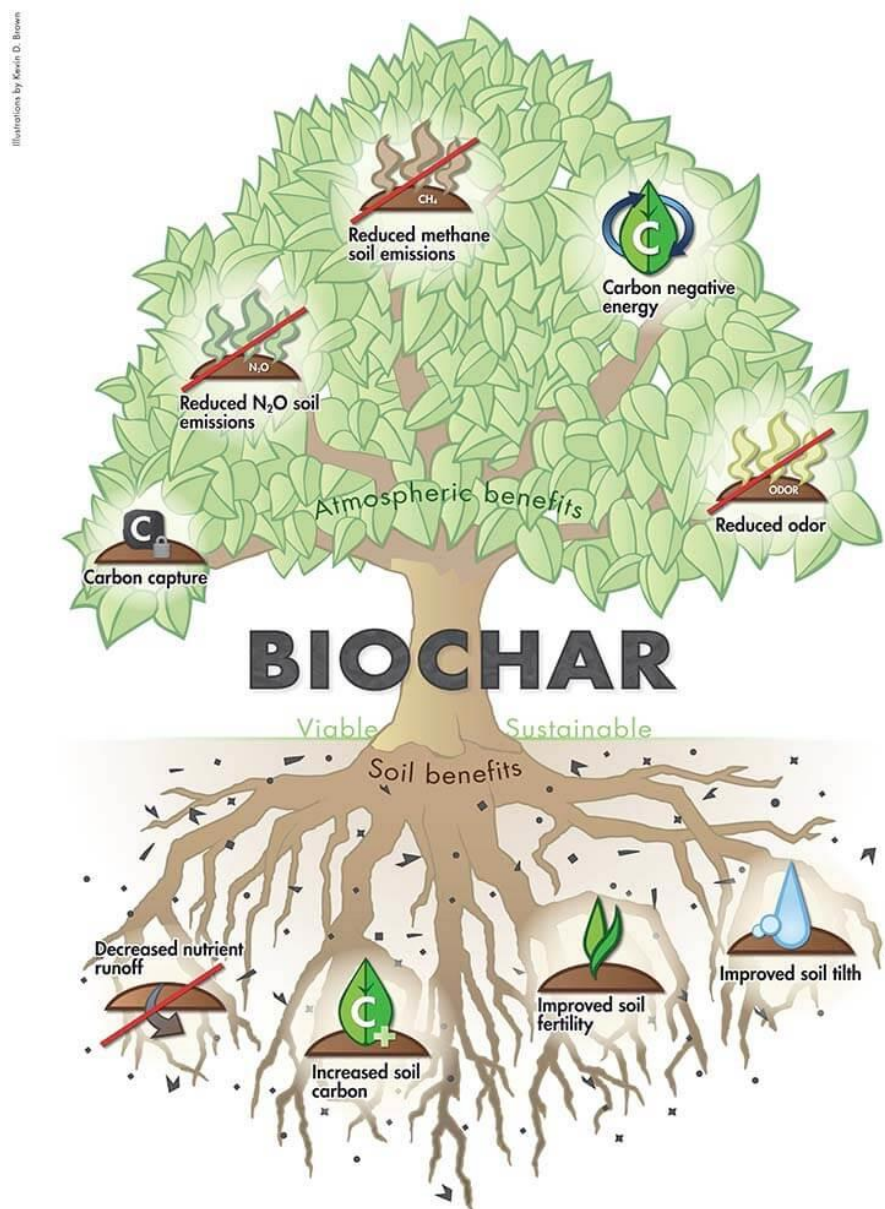 Illustrations by Kevin D. Brown
CH₄
Reduced methane
soil emissions
C
Carbon negative
energy
N₂O
Reduced N₂O soil
emissions
ODOR
Reduced odor
Atmospheric benefits
C
Carbon capture
BIOCHAR
Viable Sustainable
Soil benefits
Decreased nutrient
runoff
C
Increased soil
carbon
Improved soil
fertility
Improved soil tilth